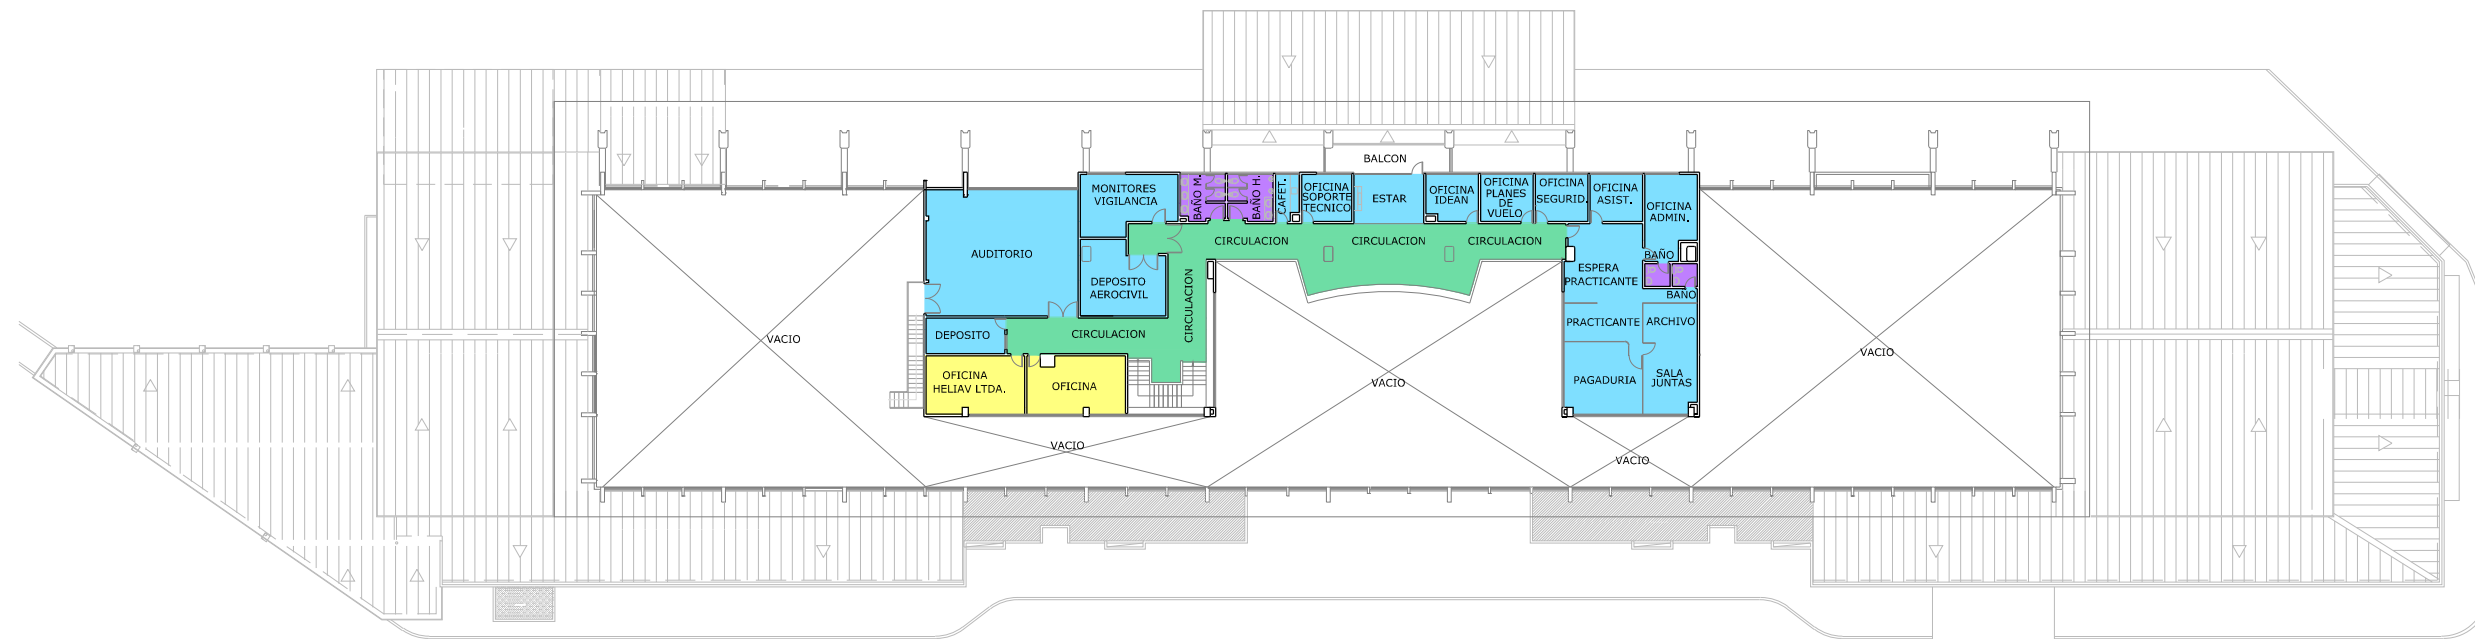 BALCON
MONITORES
VIGILANCIA
BAÑO M.
BAÑO H.
CAFET.
OFICINA
SOPORTE
TECNICO
ESTAR
OFICINA
IDEAN
OFICINA
PLANES
DE
VUELO
OFICINA
SEGURID.
OFICINA
ASIST.
OFICINA
ADMIN.
AUDITORIO
CIRCULACION
CIRCULACION
CIRCULACION
BAÑO
DEPOSITO
AEROCIVIL
CIRCULACION
ESPERA
PRACTICANTE
BAÑO
DEPOSITO
CIRCULACION
PRACTICANTE
ARCHIVO
VACIO
VACIO
OFICINA
HELIAV LTDA.
OFICINA
VACIO
PAGADURIA
SALA
JUNTAS
VACIO
VACIO